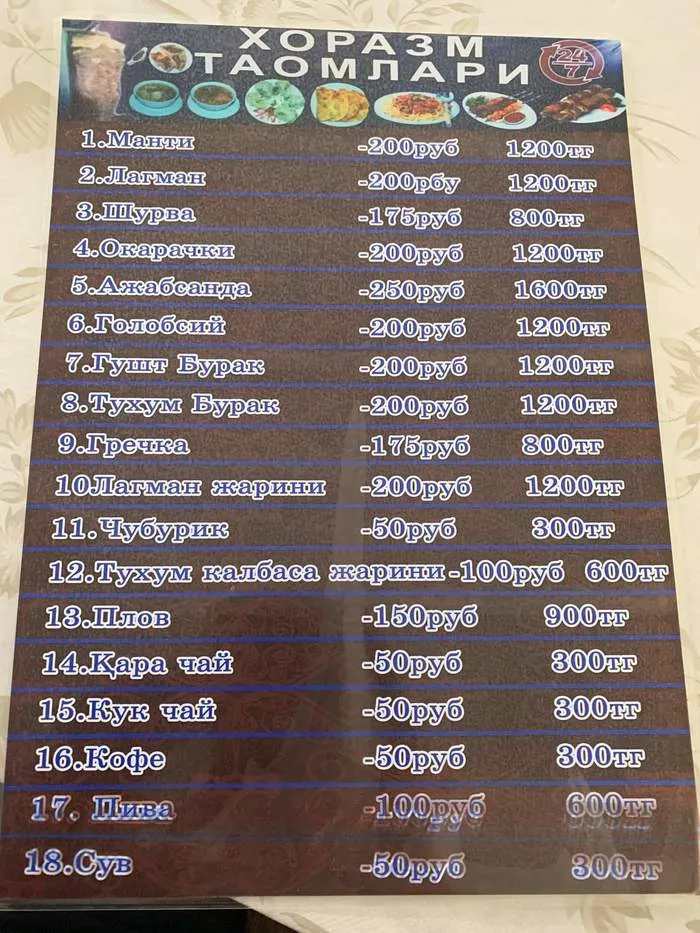 ХОРАЗМ
ТАОМЛАРИ
24/7
1.Манти -200руб 1200тг
2.Лагман -200рбу 1200тг
3.Шурва -175руб 800тг
4.Окарачки -200руб 1200тг
5.Ажабсанда -250руб 1600тг
6.Голобсий -200руб 1200тг
7.Гушт Бурак -200руб 1200тг
8.Тухум Бурак -200руб 1200тг
9.Гречка -175руб 800тг
10Лагман жарини -200руб 1200тг
11.Чубурик -50руб 300тг
12.Тухум калбаса жарини-100руб 600тг
13.Плов -150руб 900тг
14.Қара чай -50руб 300тг
15.Кук чай -50руб 300тг
16.Кофе -50руб 300тг
17. Пива -100руб 600тг
18.Сув -50руб 300тг